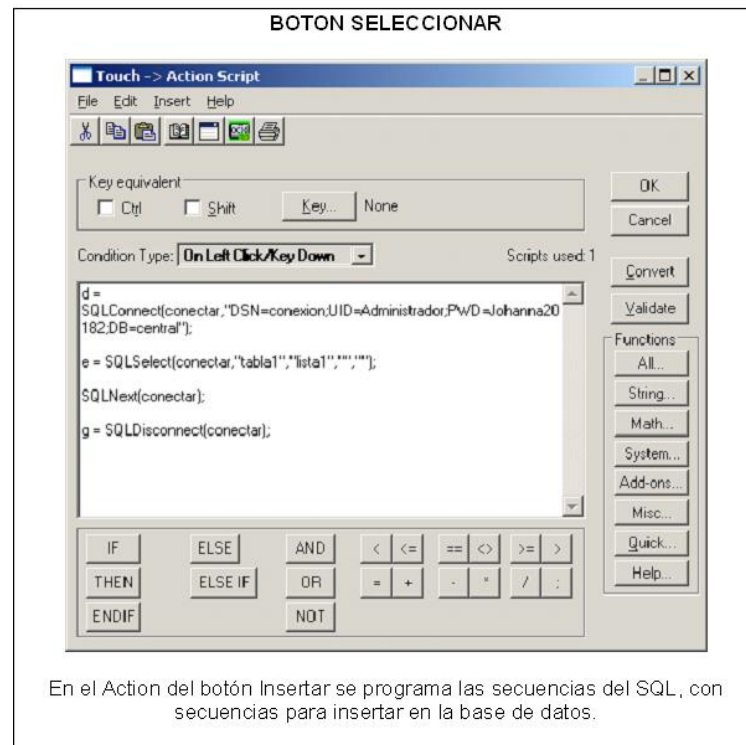 BOTON SELECCIONAR
Touch -> Action Script
File Edit Insert Help
Key equivalent
Ctrl Shift Key... None
OK
Cancel
Condition Type: On Left Click/Key Down Scripts used: 1
Convert
Validate
d =
SQLConnect(conectar,"DSN=conexion;UID=Administrador;PWD=Johanna20
182;DB=central");
e = SQLSelect(conectar,"tabla1","lista1","","");
SQLNext(conectar);
g = SQLDisconnect(conectar);
Functions
All...
String...
Math...
System...
Add-ons...
Misc...
Quick...
Help...
IF ELSE AND < <= == <> >= >
THEN ELSE IF OR = + - * / ;
ENDIF NOT
En el Action del botón Insertar se programa las secuencias del SQL, con
secuencias para insertar en la base de datos.